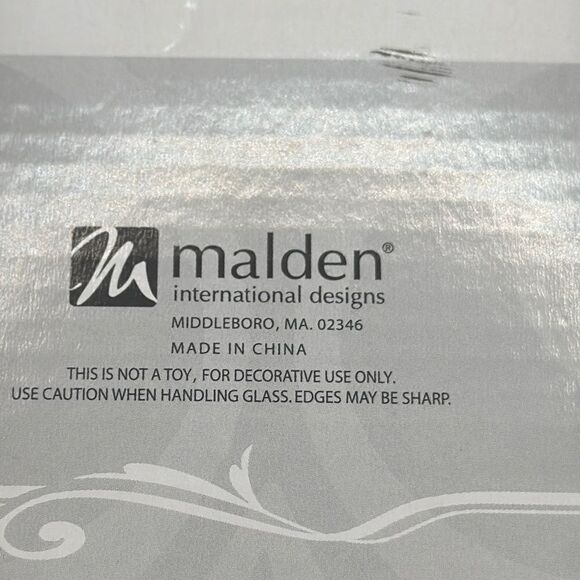 malden®
international designs
MIDDLEBORO, MA. 02346
MADE IN CHINA
THIS IS NOT A TOY, FOR DECORATIVE USE ONLY.
USE CAUTION WHEN HANDLING GLASS. EDGES MAY BE SHARP.